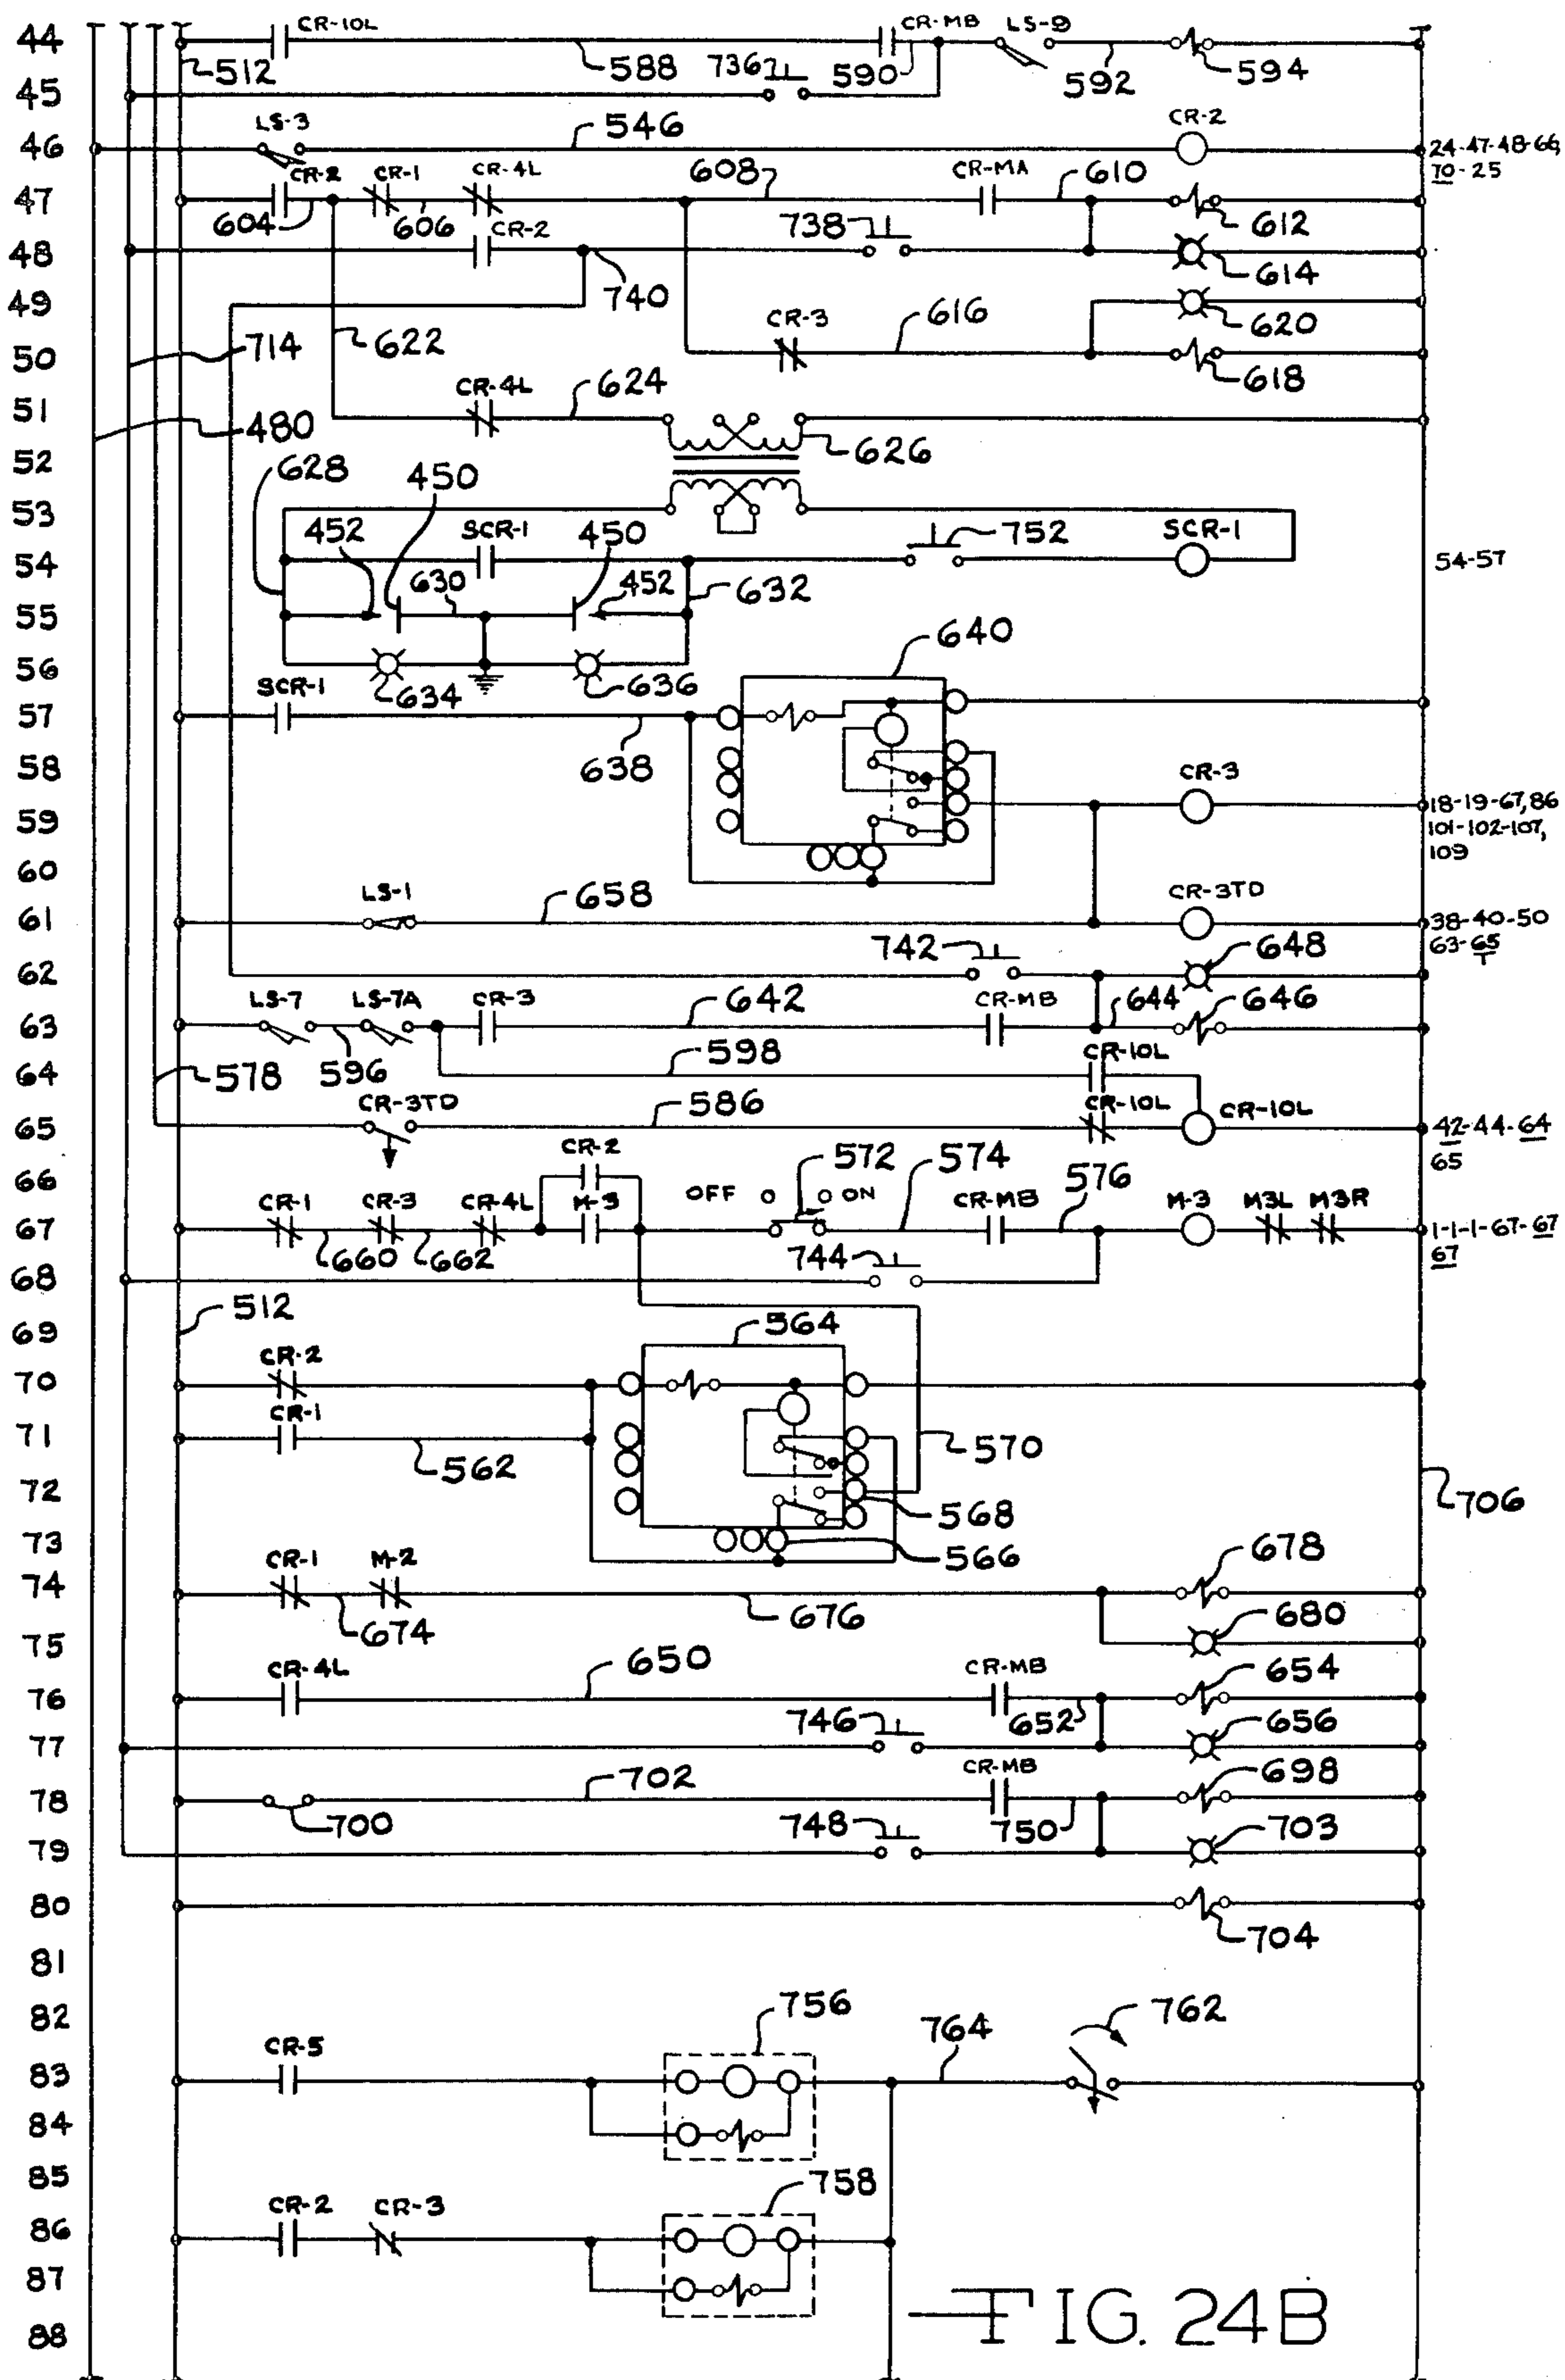 44 CR-10L CR-MB LS-9
512 588 736 590 592 594
45
46 LS-3 546 CR-2 24-47-48-66,
70-25
47 CR-2 CR-1 CR-4L 608 CR-MA 610
604 606 CR-2 738 612
48 614
49 740
CR-3 616 620
50 714 622 618
CR-4L 624
51 480
626
52 628 450
53
452 SCR-1 450 752 SCR-1
54 54-57
630 452 632
55
640
56
SCR-1 634 636
57
638
58 CR-3
18-19-67,86
59 101-102-107,
109
60
LS-1 658 CR-3TD
61 38-40-50
63-65
T
742 648
62
LS-7 LS-7A CR-3 642 CR-MB 644 646
63
598 CR-10L
64 578 596
CR-3TD 586 CR-10L CR-10L
65 42-44-64
65
CR-2 572 574 576
66 OFF ON
CR-1 CR-3 CR-4L M-3 CR-MB M-3 M3L M3R
67 1-1-1-67-67
67
660 662 744
68
512 564
69
CR-2
70
CR-1
71 562 570
72 568 706
73 566
CR-1 M-2 678
74
674 676 680
75
CR-4L 650 CR-MB 654
76
746 652 656
77
702 CR-MB 698
78
700 748 750 703
79
80
704
81
82 756 764 762
CR-5
83
84
85 758
CR-2 CR-3
86
87
FIG. 24B
88